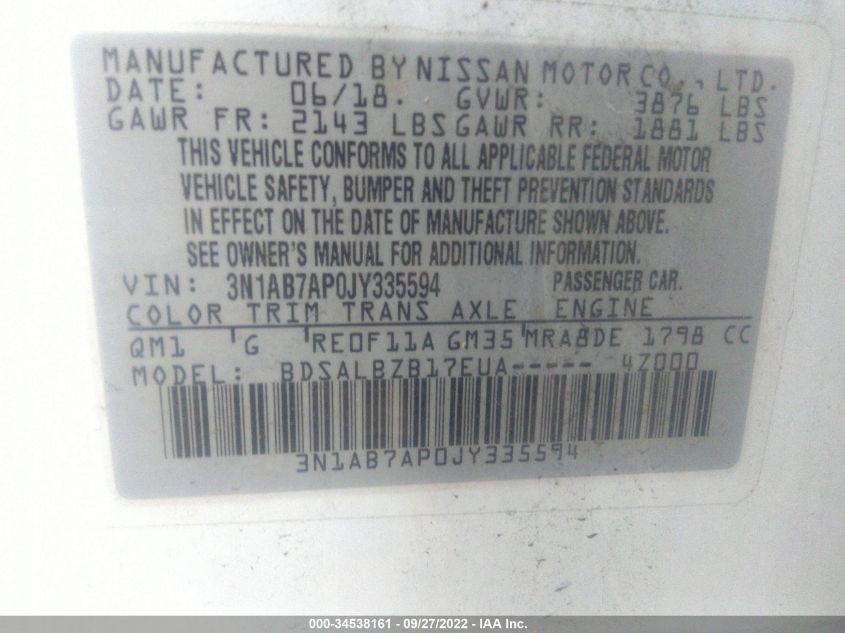 MANUFACTURED BY NISSAN MOTOR CO., LTD.
DATE: 06/18. GVWR: 3876 LBS
GAWR FR: 2143 LBS GAWR RR: 1881 LBS
THIS VEHICLE CONFORMS TO ALL APPLICABLE FEDERAL MOTOR
VEHICLE SAFETY, BUMPER AND THEFT PREVENTION STANDARDS
IN EFFECT ON THE DATE OF MANUFACTURE SHOWN ABOVE.
SEE OWNER'S MANUAL FOR ADDITIONAL INFORMATION.
VIN: 3N1AB7AP0JY335594 PASSENGER CAR.
COLOR TRIM TRANS AXLE ENGINE
QM1 G RE0F11A GM35 MRA8DE 1798 CC
MODEL: BDSALBZB17EUA----- 4Z000
3N1AB7AP0JY335594
000-34538161 - 09/27/2022 - IAA Inc.